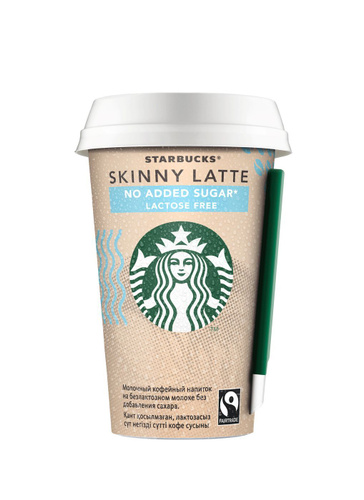 STARBUCKS®
SKINNY LATTE
NO ADDED SUGAR*
LACTOSE FREE
Молочный кофейный напиток
на безлактозном молоке без
добавления сахара.
Қант қосылмаған, лактозасыз
сүт негізді сүтті кофе сусыны
FAIRTRADE